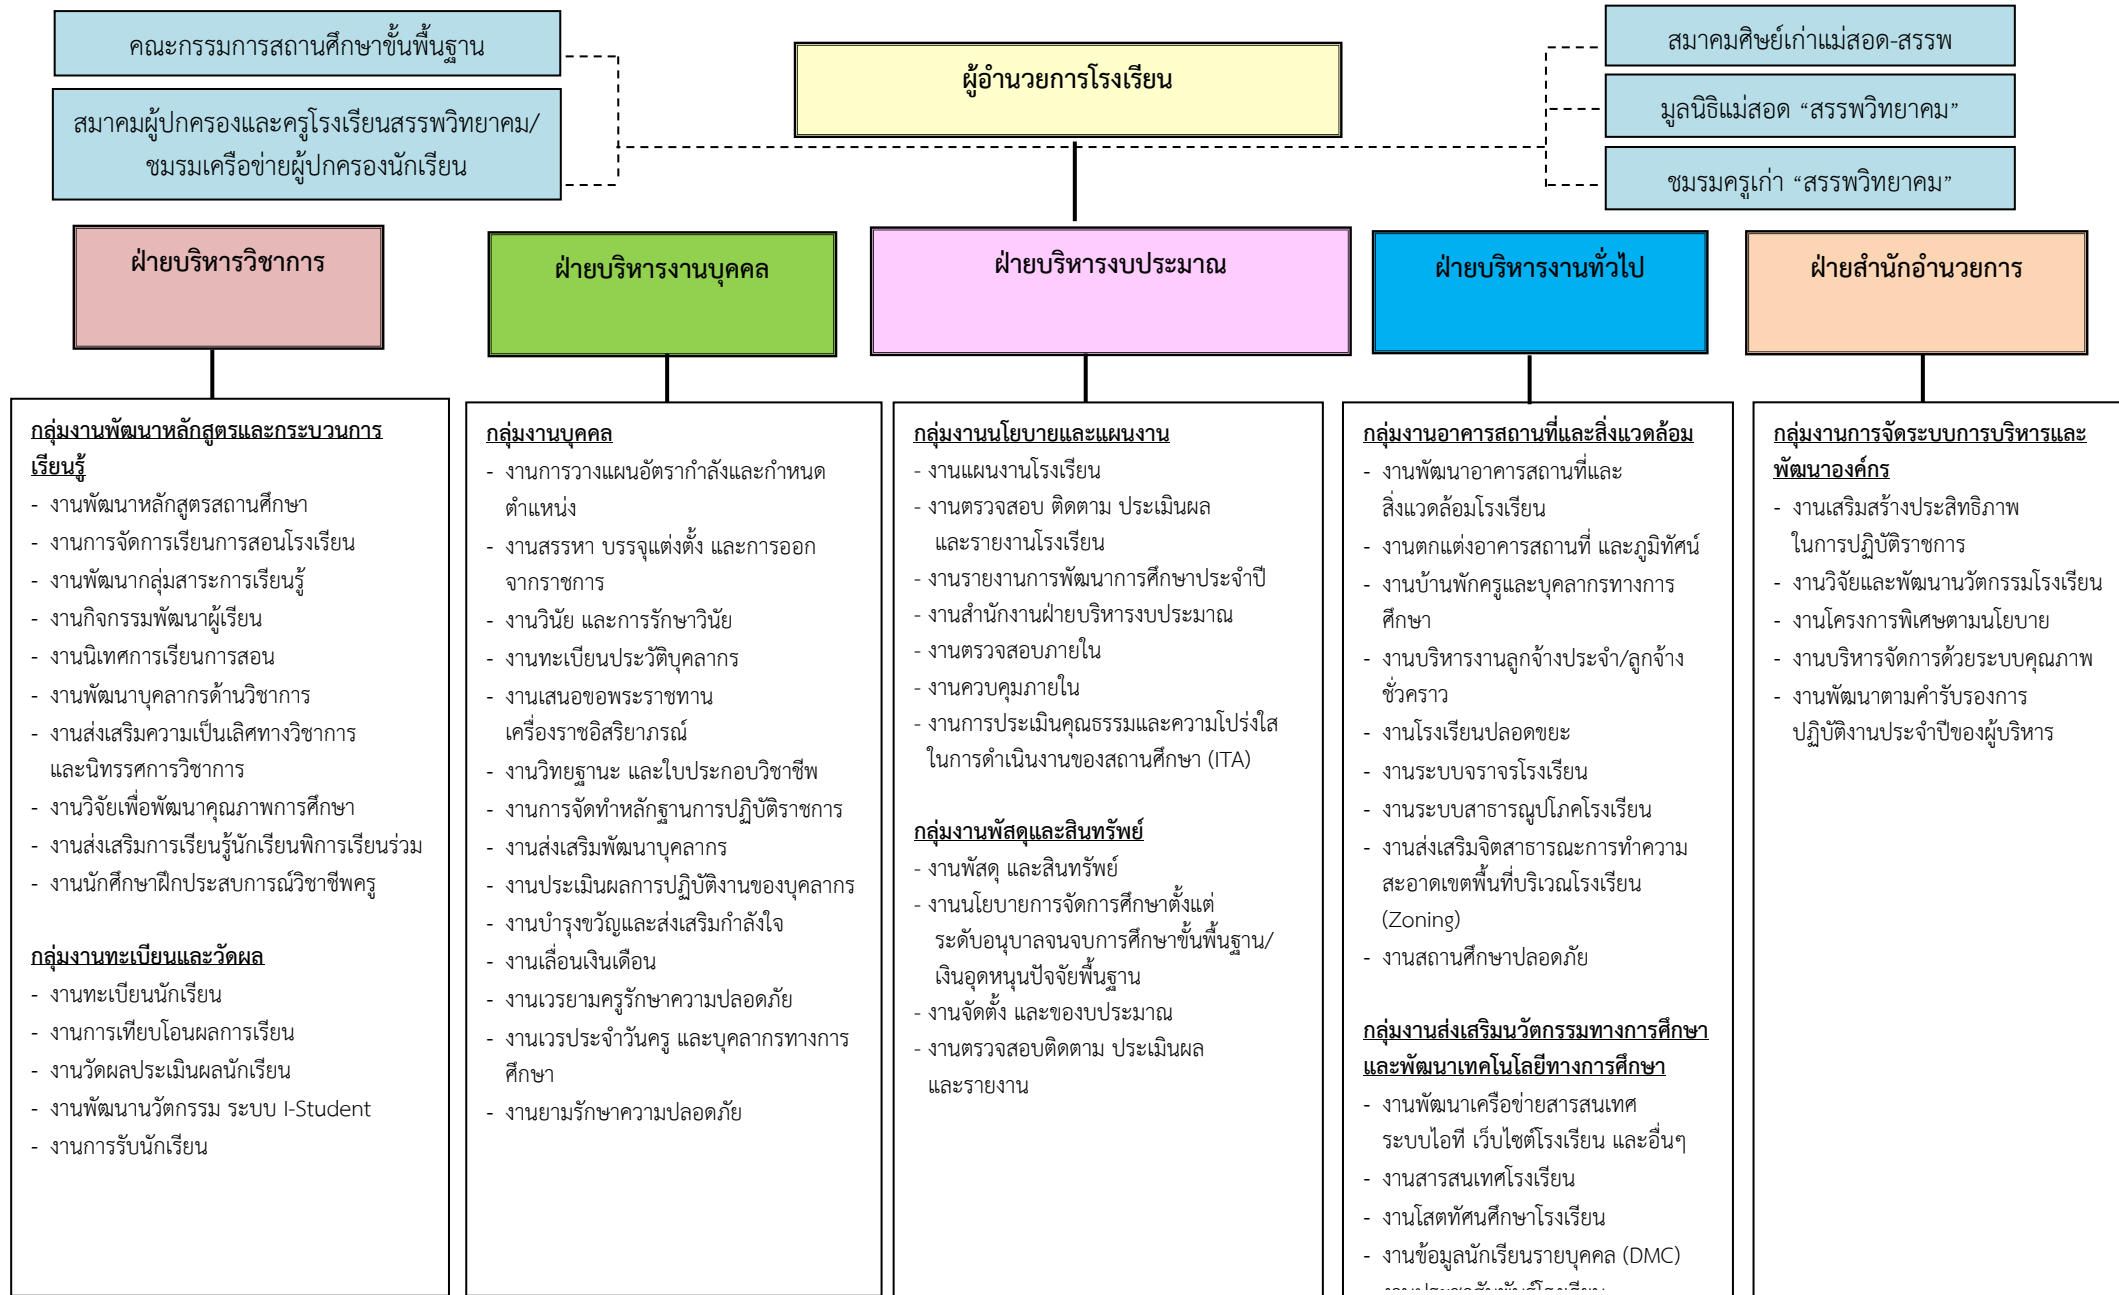 คณะกรรมการสถานศึกษาขั้นพื้นฐาน
สมาคมผู้ปกครองและครูโรงเรียนสรรพวิทยาคม/
ชมรมเครือข่ายผู้ปกครองนักเรียน
ผู้อำนวยการโรงเรียน
สมาคมศิษย์เก่าแม่สอด-สรรพ
มูลนิธิแม่สอด “สรรพวิทยาคม”
ชมรมครูเก่า “สรรพวิทยาคม”
ฝ่ายบริหารวิชาการ
ฝ่ายบริหารงานบุคคล
ฝ่ายบริหารงบประมาณ
ฝ่ายบริหารงานทั่วไป
ฝ่ายสำนักอำนวยการ
กลุ่มงานพัฒนาหลักสูตรและกระบวนการ
เรียนรู้
- งานพัฒนาหลักสูตรสถานศึกษา
- งานการจัดการเรียนการสอนโรงเรียน
- งานพัฒนากลุ่มสาระการเรียนรู้
- งานกิจกรรมพัฒนาผู้เรียน
- งานนิเทศการเรียนการสอน
- งานพัฒนาบุคลากรด้านวิชาการ
- งานส่งเสริมความเป็นเลิศทางวิชาการ
และนิทรรศการวิชาการ
- งานวิจัยเพื่อพัฒนาคุณภาพการศึกษา
- งานส่งเสริมการเรียนรู้นักเรียนพิการเรียนร่วม
- งานนักศึกษาฝึกประสบการณ์วิชาชีพครู
กลุ่มงานทะเบียนและวัดผล
- งานทะเบียนนักเรียน
- งานการเทียบโอนผลการเรียน
- งานวัดผลประเมินผลนักเรียน
- งานพัฒนานวัตกรรม ระบบ I-Student
- งานการรับนักเรียน
กลุ่มงานบุคคล
- งานการวางแผนอัตรากำลังและกำหนด
ตำแหน่ง
- งานสรรหา บรรจุแต่งตั้ง และการออก
จากราชการ
- งานวินัย และการรักษาวินัย
- งานทะเบียนประวัติบุคลากร
- งานเสนอขอพระราชทาน
เครื่องราชอิสริยาภรณ์
- งานวิทยฐานะ และใบประกอบวิชาชีพ
- งานการจัดทำหลักฐานการปฏิบัติราชการ
- งานส่งเสริมพัฒนาบุคลากร
- งานประเมินผลการปฏิบัติงานของบุคลากร
- งานบำรุงขวัญและส่งเสริมกำลังใจ
- งานเลื่อนเงินเดือน
- งานเวรยามครูรักษาความปลอดภัย
- งานเวรประจำวันครู และบุคลากรทางการ
ศึกษา
- งานยามรักษาความปลอดภัย
กลุ่มงานนโยบายและแผนงาน
- งานแผนงานโรงเรียน
- งานตรวจสอบ ติดตาม ประเมินผล
และรายงานโรงเรียน
- งานรายงานการพัฒนาการศึกษาประจำปี
- งานสำนักงานฝ่ายบริหารงบประมาณ
- งานตรวจสอบภายใน
- งานควบคุมภายใน
- งานการประเมินคุณธรรมและความโปร่งใส
ในการดำเนินงานของสถานศึกษา (ITA)
กลุ่มงานพัสดุและสินทรัพย์
- งานพัสดุ และสินทรัพย์
- งานนโยบายการจัดการศึกษาตั้งแต่
ระดับอนุบาลจนจบการศึกษาขั้นพื้นฐาน/
เงินอุดหนุนปัจจัยพื้นฐาน
- งานจัดตั้ง และของบประมาณ
- งานตรวจสอบติดตาม ประเมินผล
และรายงาน
กลุ่มงานอาคารสถานที่และสิ่งแวดล้อม
- งานพัฒนาอาคารสถานที่และ
สิ่งแวดล้อมโรงเรียน
- งานตกแต่งอาคารสถานที่ และภูมิทัศน์
- งานบ้านพักครูและบุคลากรทางการ
ศึกษา
- งานบริหารงานลูกจ้างประจำ/ลูกจ้าง
ชั่วคราว
- งานโรงเรียนปลอดขยะ
- งานระบบจราจรโรงเรียน
- งานระบบสาธารณูปโภคโรงเรียน
- งานส่งเสริมจิตสาธารณะการทำความ
สะอาดเขตพื้นที่บริเวณโรงเรียน
(Zoning)
- งานสถานศึกษาปลอดภัย
กลุ่มงานส่งเสริมนวัตกรรมทางการศึกษา
และพัฒนาเทคโนโลยีทางการศึกษา
- งานพัฒนาเครือข่ายสารสนเทศ
ระบบไอที เว็บไซต์โรงเรียน และอื่นๆ
- งานสารสนเทศโรงเรียน
- งานโสตทัศนศึกษาโรงเรียน
- งานข้อมูลนักเรียนรายบุคคล (DMC)
- งานประชาสัมพันธ์โรงเรียน
กลุ่มงานการจัดระบบการบริหารและ
พัฒนาองค์กร
- งานเสริมสร้างประสิทธิภาพ
ในการปฏิบัติราชการ
- งานวิจัยและพัฒนานวัตกรรมโรงเรียน
- งานโครงการพิเศษตามนโยบาย
- งานบริหารจัดการด้วยระบบคุณภาพ
- งานพัฒนาตามคำรับรองการ
ปฏิบัติงานประจำปีของผู้บริหาร